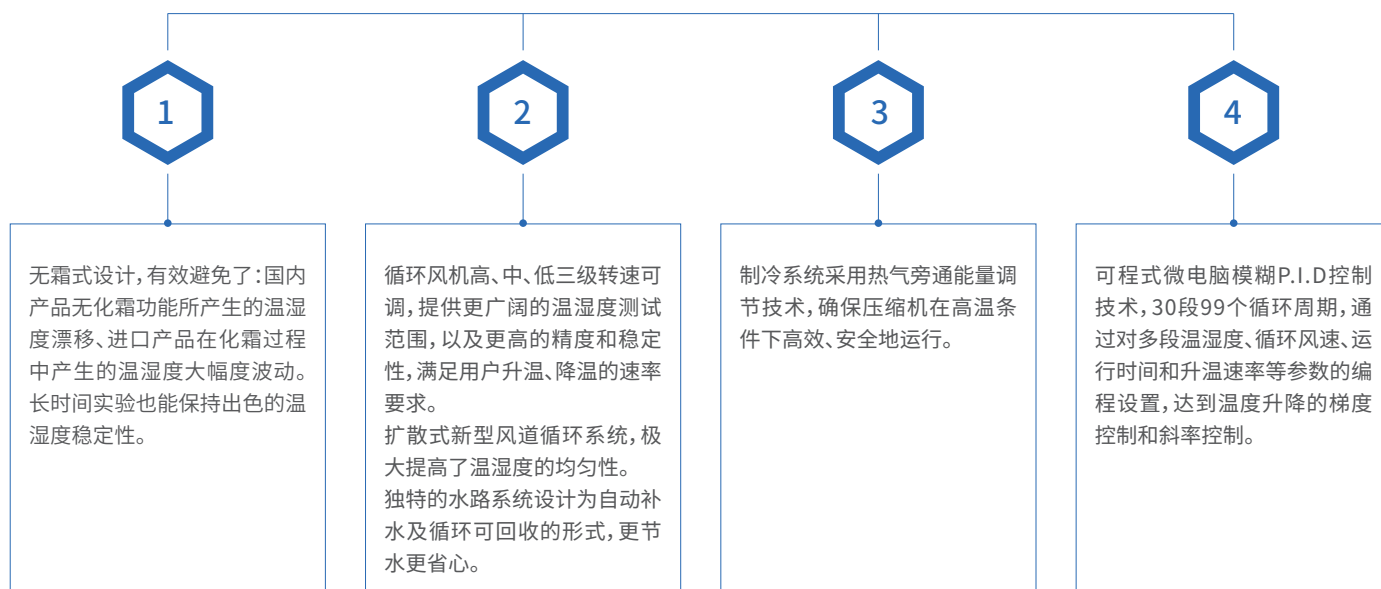 1
无霜式设计,有效避免了:国内
产品无化霜功能所产生的温湿
度漂移、进口产品在化霜过程
中产生的温湿度大幅度波动。
长时间实验也能保持出色的温
湿度稳定性。
2
循环风机高、中、低三级转速可
调,提供更广阔的温湿度测试
范围,以及更高的精度和稳定
性,满足用户升温、降温的速率
要求。
扩散式新型风道循环系统,极
大提高了温湿度的均匀性。
独特的水路系统设计为自动补
水及循环可回收的形式,更节
水更省心。
3
制冷系统采用热气旁通能量调
节技术,确保压缩机在高温条
件下高效、安全地运行。
4
可程式微电脑模糊P.I.D控制
技术,30段99个循环周期,通
过对多段温湿度、循环风速、运
行时间和升温速率等参数的编
程设置,达到温度升降的梯度
控制和斜率控制。